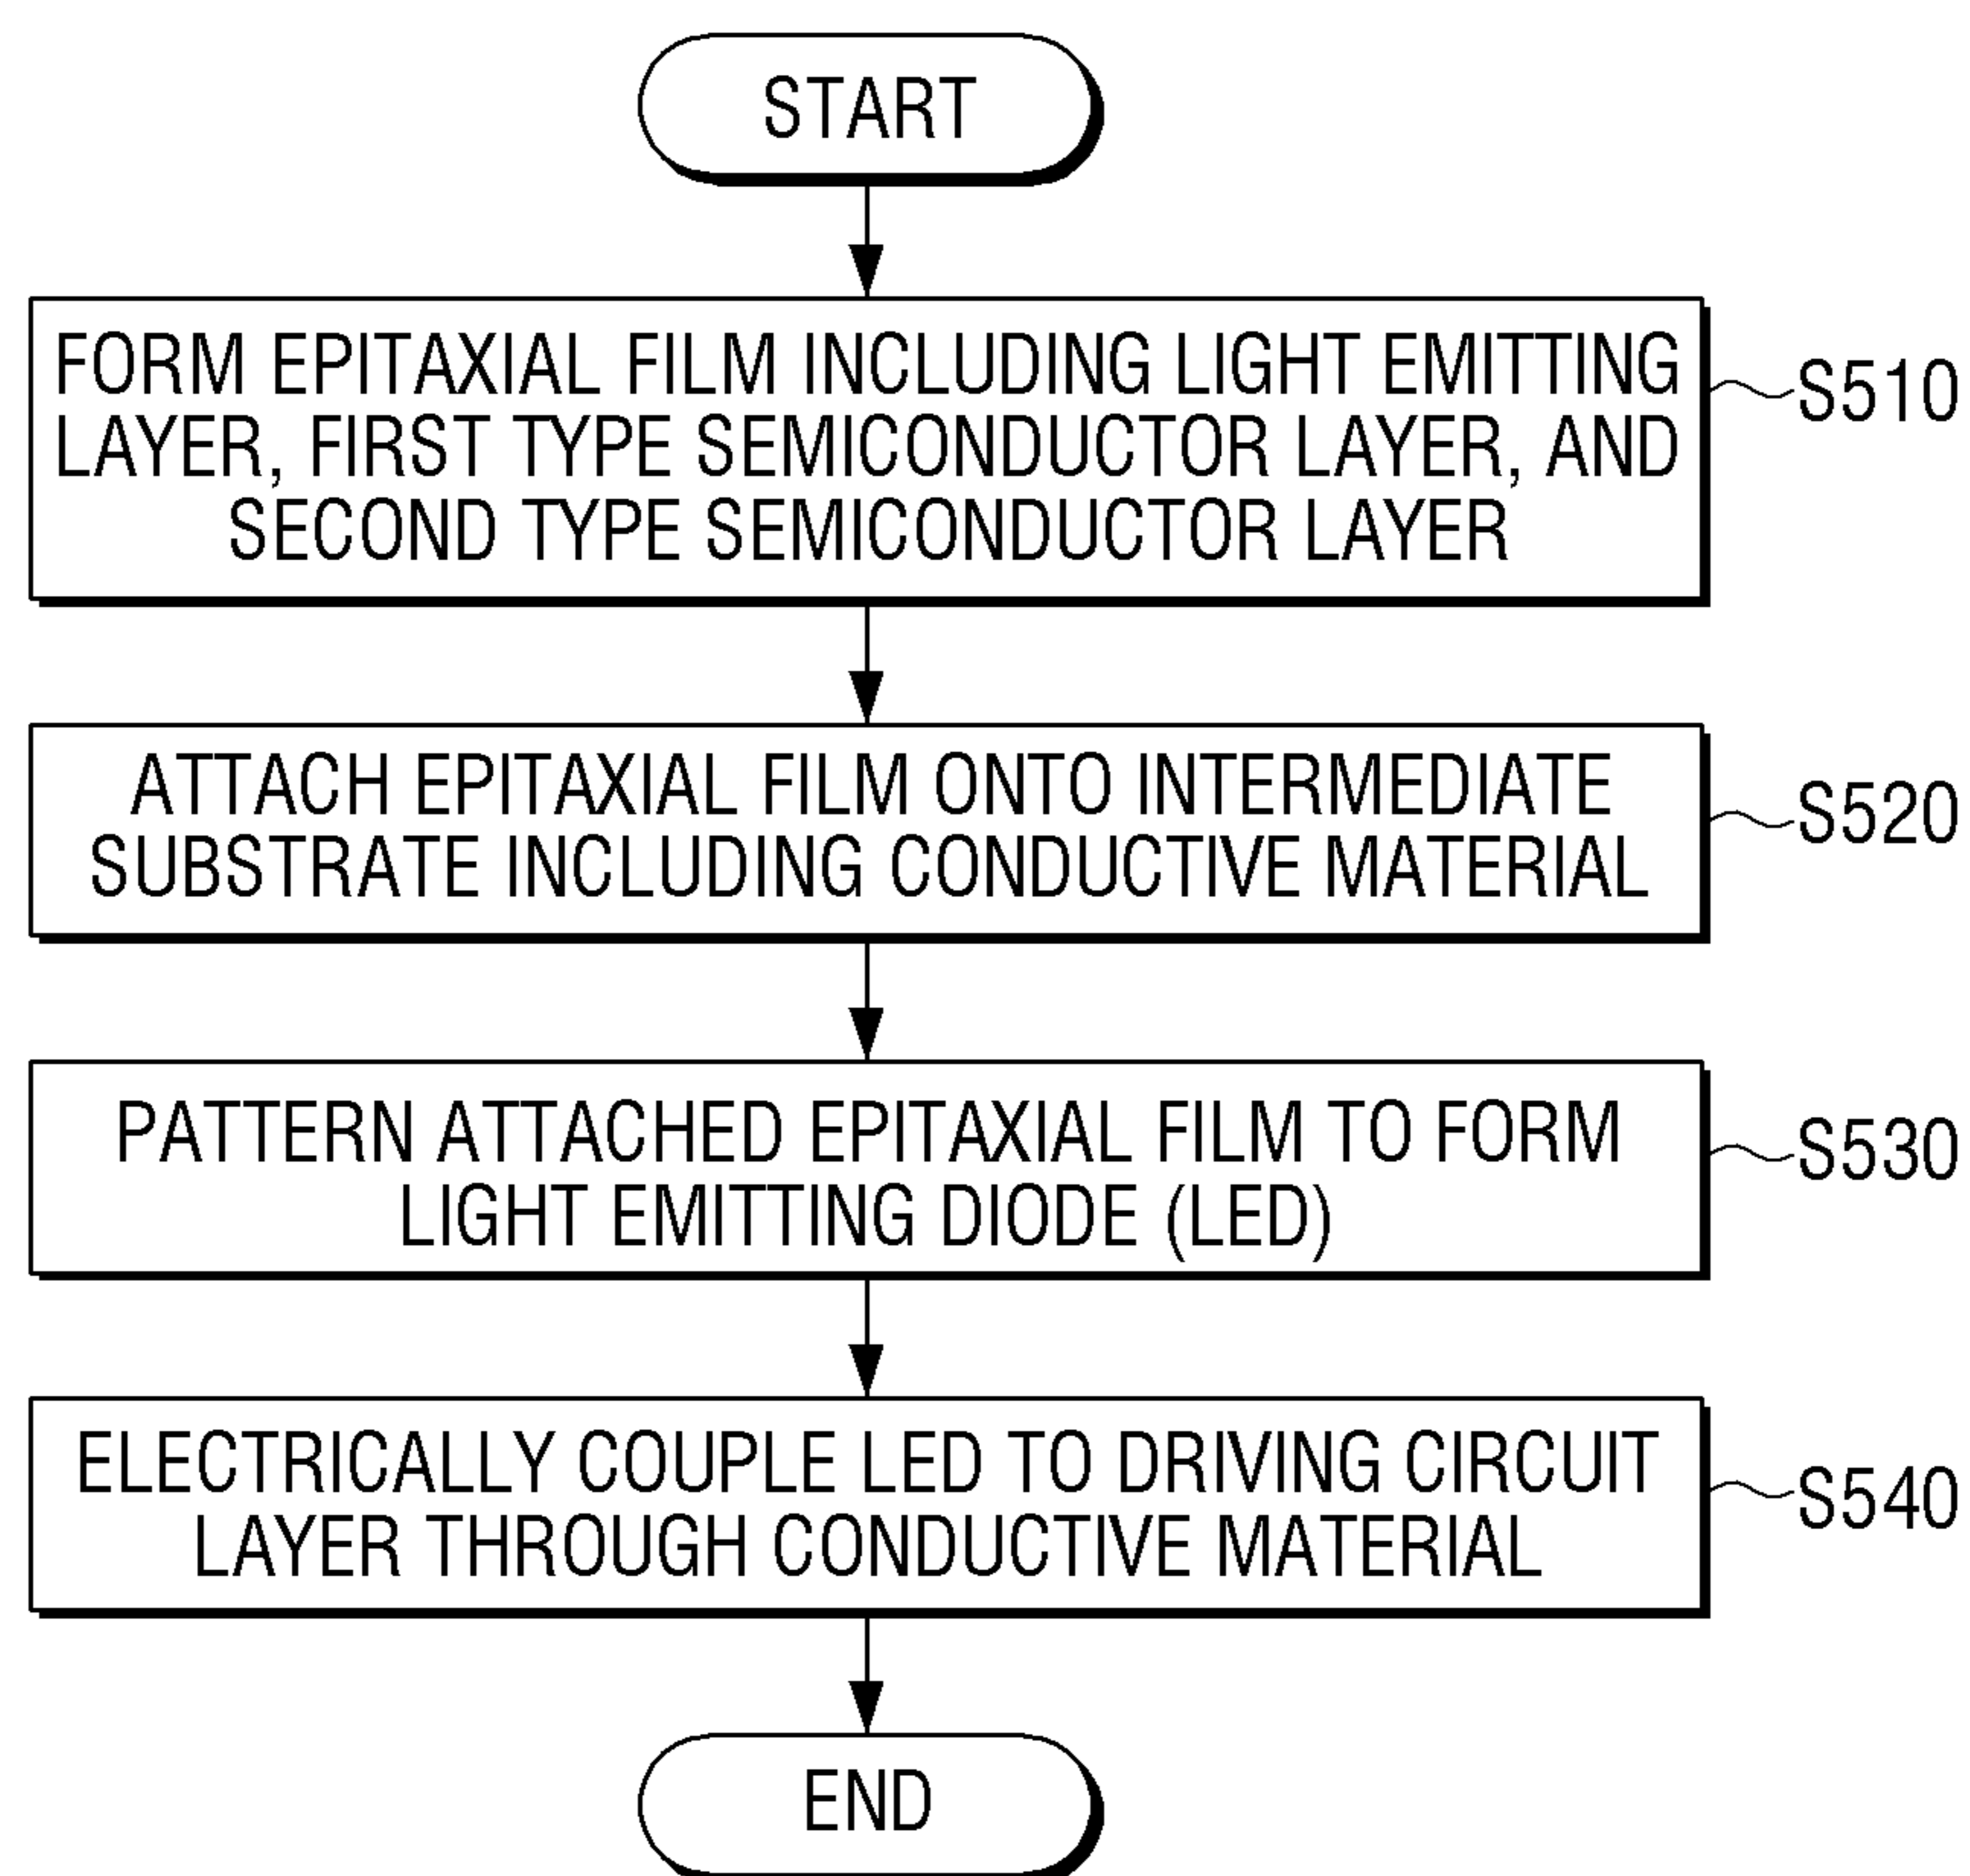 START
FORM EPITAXIAL FILM INCLUDING LIGHT EMITTING
LAYER, FIRST TYPE SEMICONDUCTOR LAYER, AND
SECOND TYPE SEMICONDUCTOR LAYER
S510
ATTACH EPITAXIAL FILM ONTO INTERMEDIATE
SUBSTRATE INCLUDING CONDUCTIVE MATERIAL
S520
PATTERN ATTACHED EPITAXIAL FILM TO FORM
LIGHT EMITTING DIODE (LED)
S530
ELECTRICALLY COUPLE LED TO DRIVING CIRCUIT
LAYER THROUGH CONDUCTIVE MATERIAL
S540
END